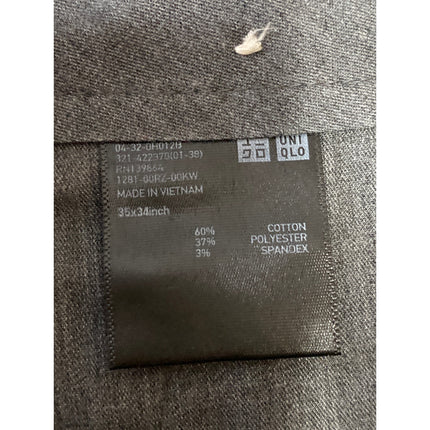 04-32-0H012B
321-422370(01-38)
RN139664
1281-00RZ-00KW
MADE IN VIETNAM
35x34inch
60% COTTON
37% POLYESTER
3% SPANDEX
UNI
QLO